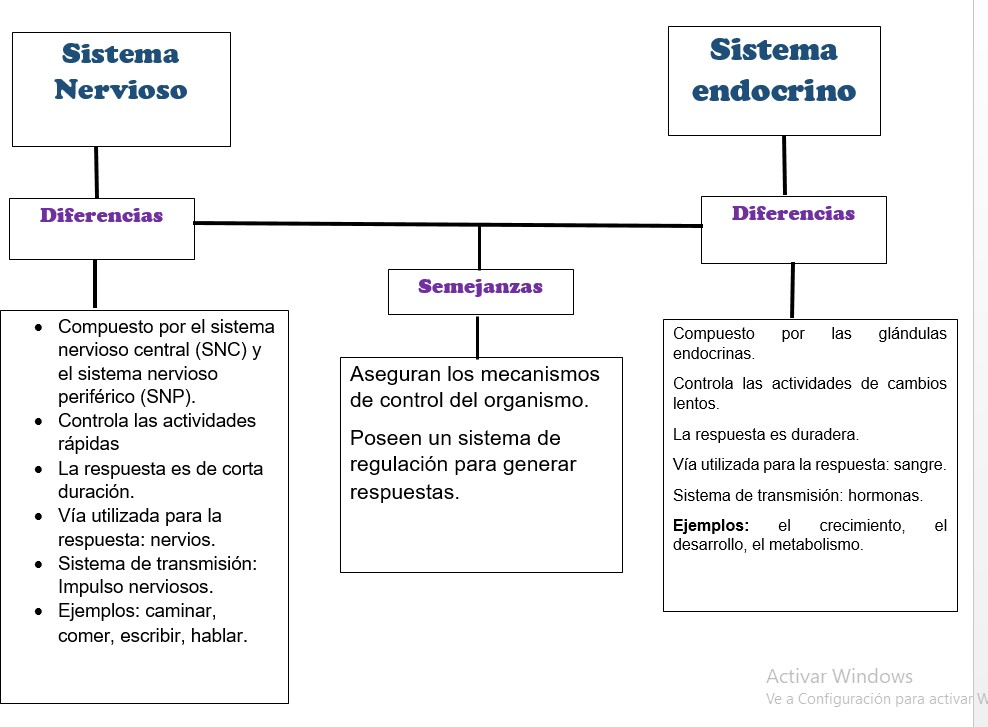 Sistema
Nervioso
Sistema
endocrino
Diferencias
Diferencias
Semejanzas
• Compuesto por el sistema
nervioso central (SNC) y
el sistema nervioso
periférico (SNP).
• Controla las actividades
rápidas
• La respuesta es de corta
duración.
• Vía utilizada para la
respuesta: nervios.
• Sistema de transmisión:
Impulso nerviosos.
• Ejemplos: caminar,
comer, escribir, hablar.
Aseguran los mecanismos
de control del organismo.
Poseen un sistema de
regulación para generar
respuestas.
Compuesto por las glándulas
endocrinas.
Controla las actividades de cambios
lentos.
La respuesta es duradera.
Vía utilizada para la respuesta: sangre.
Sistema de transmisión: hormonas.
Ejemplos: el crecimiento, el
desarrollo, el metabolismo.
Activar Windows
Ve a Configuración para activar W